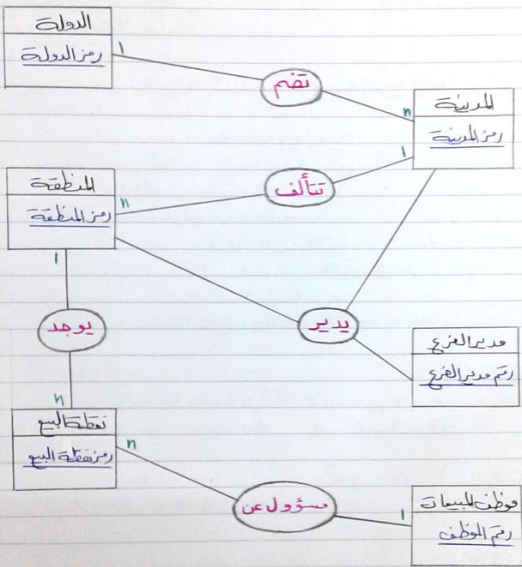 الدولة
رمز الدولة
1
تضم
n
المدينة
رمز المدينة
1
تتألف
n
المنطقة
رمز المنطقة
1
يوجد
n
يدير
مدير الفرع
رقم مدير الفرع
نقطة البيع
رمز نقطة البيع
n
مسؤول عن
1
موظف المبيعات
رقم الموظف